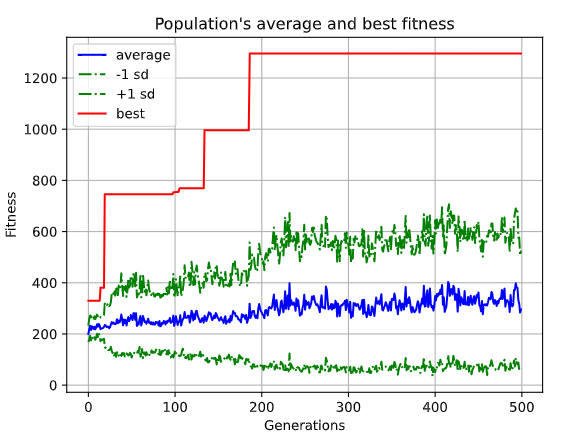 Population's average and best fitness
average
-1 sd
+1 sd
best
Fitness
1200
1000
800
600
400
200
0
0 100 200 300 400 500
Generations